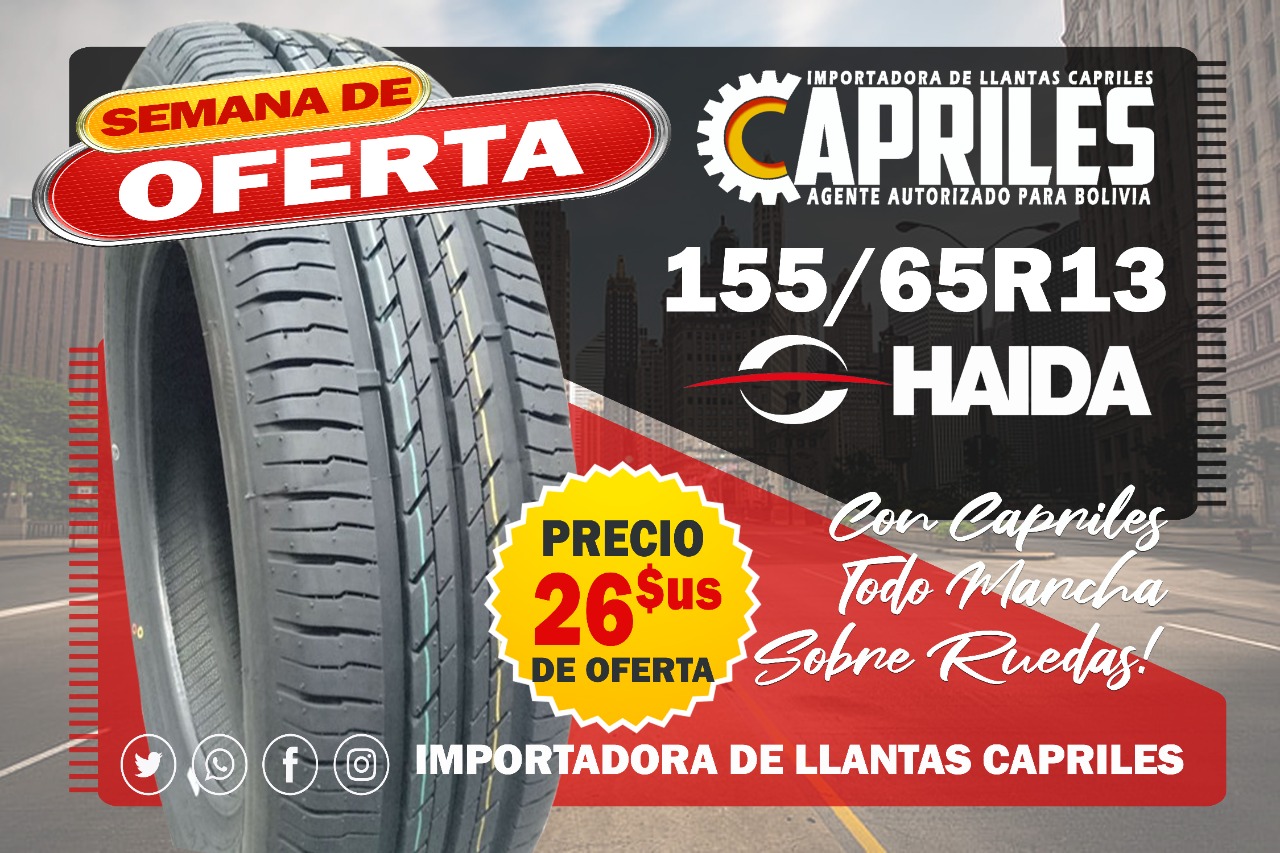 SEMANA DE
OFERTA
IMPORTADORA DE LLANTAS CAPRILES
CAPRILES
AGENTE AUTORIZADO PARA BOLIVIA
155/65R13
HAIDA
PRECIO
26$us
DE OFERTA
Con Capriles
Todo Mancha
Sobre Ruedas!
IMPORTADORA DE LLANTAS CAPRILES